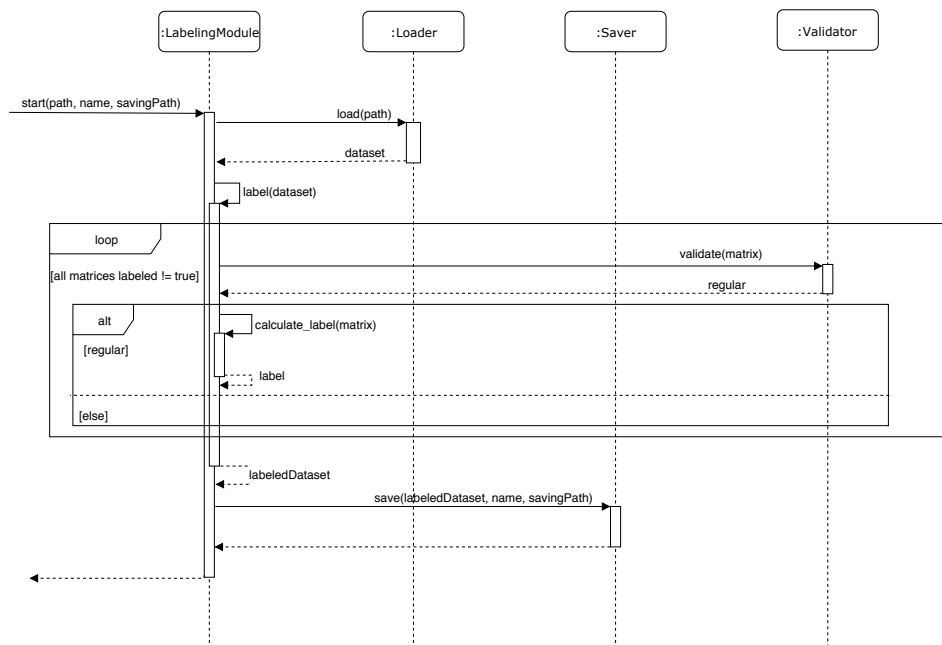 :LabelingModule
:Loader
:Saver
:Validator
start(path, name, savingPath)
load(path)
dataset
label(dataset)
loop
validate(matrix)
[all matrices labeled != true]
regular
alt
calculate_label(matrix)
[regular]
label
[else]
labeledDataset
save(labeledDataset, name, savingPath)